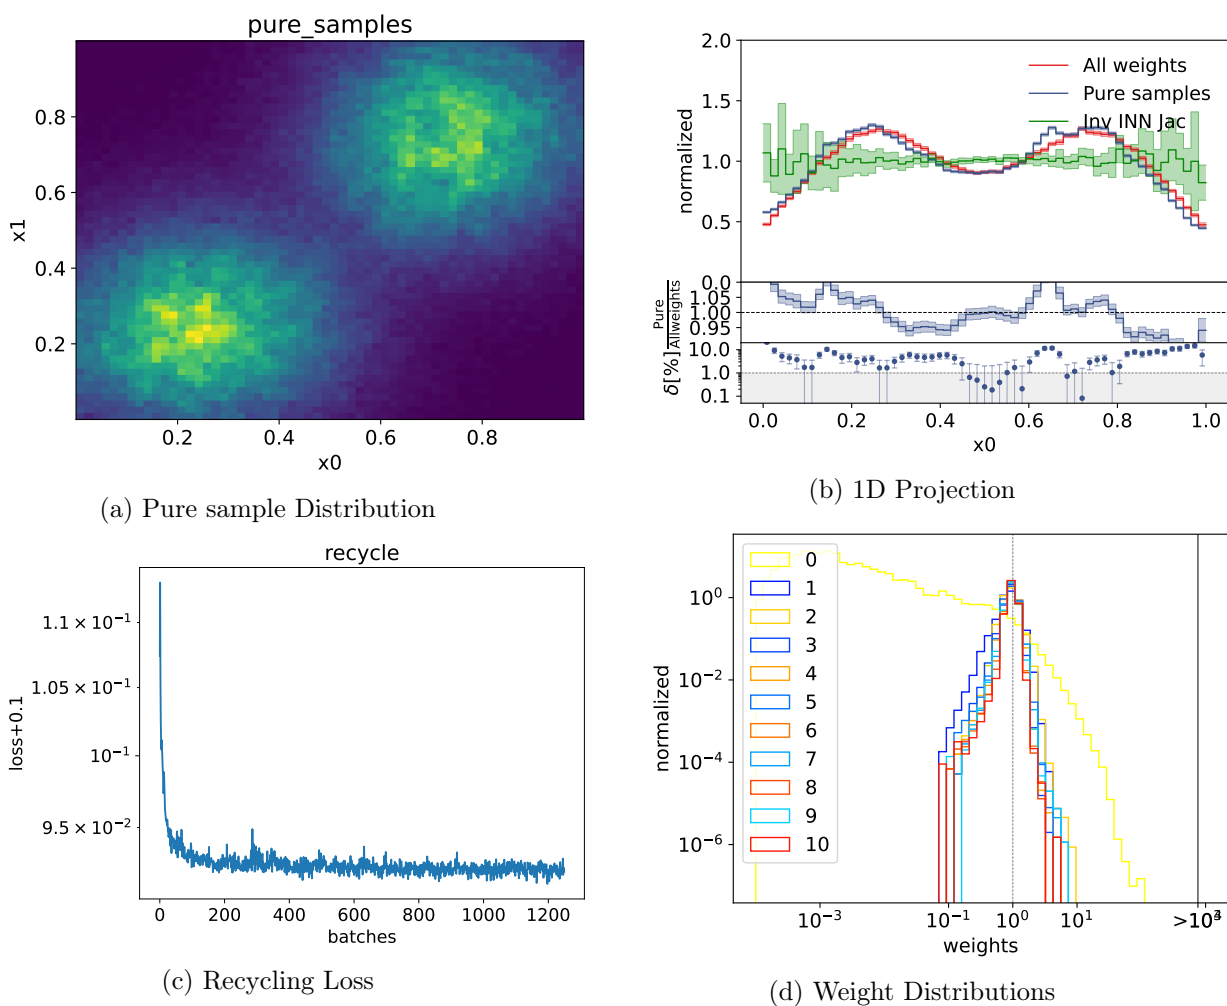 pure_samples
x1
0.8
0.6
0.4
0.2
0.2 0.4 0.6 0.8
x0
(a) Pure sample Distribution
normalized
2.0
1.5
1.0
0.5
0.0
All weights
Pure samples
Inv INN Jac
Pure
Allweights
1.05
1.00
0.95
δ[%]
10.0
1.0
0.1
0.0 0.2 0.4 0.6 0.8 1.0
x0
(b) 1D Projection
recycle
loss+0.1
1.1 × 10⁻¹
1.05 × 10⁻¹
10⁻¹
9.5 × 10⁻²
0 200 400 600 800 1000 1200
batches
(c) Recycling Loss
normalized
10⁰
10⁻²
10⁻⁴
10⁻⁶
0
1
2
3
4
5
6
7
8
9
10
10⁻³ 10⁻¹ 10⁰ 10¹
weights
(d) Weight Distributions